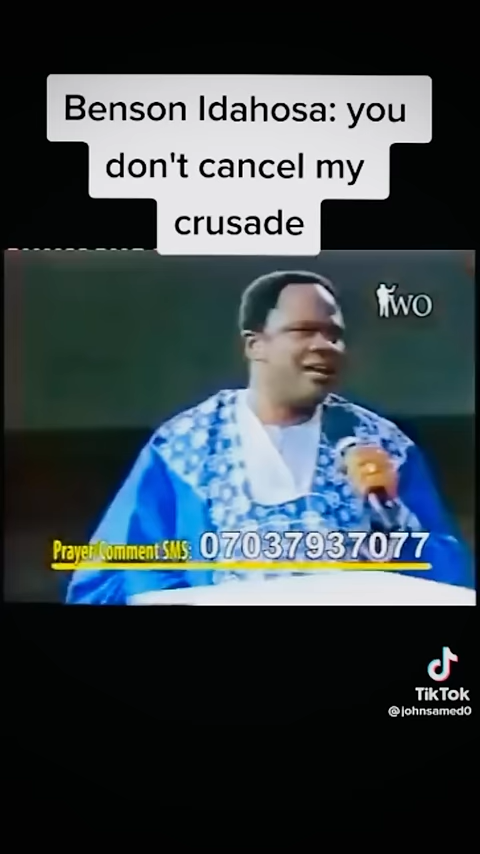 Benson Idahosa: you
don't cancel my
crusade
WO
Prayer/Comment SMS: 07037937077
TikTok
@johnsamed0